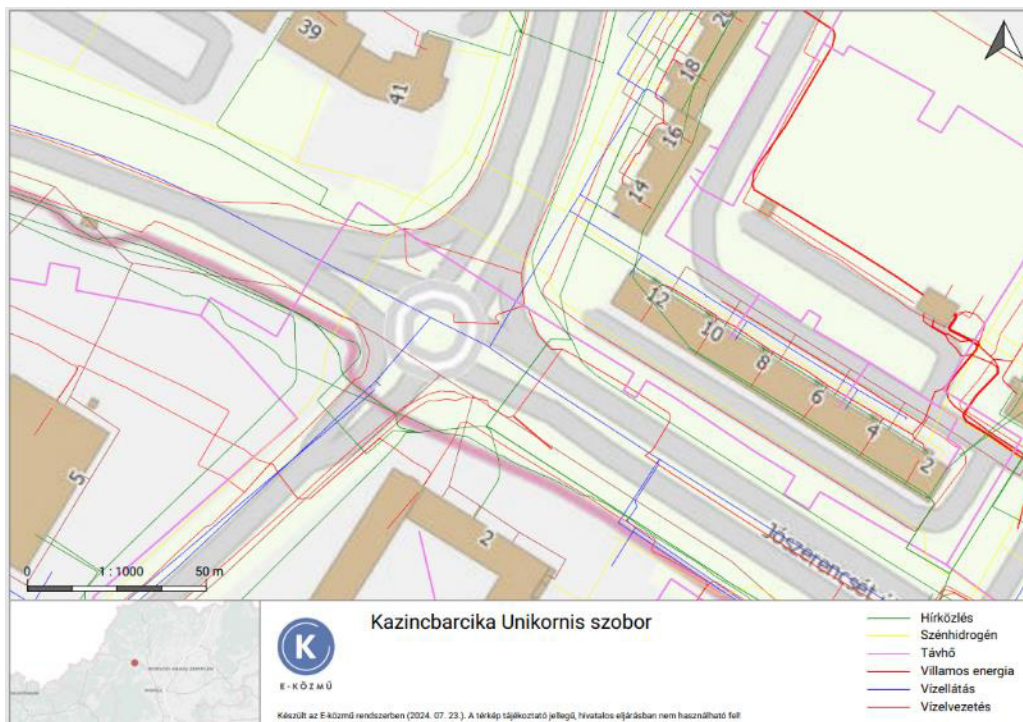 39
41
20
18
16
14
12
10
8
6
4
2
5
2
Jószerencsét
0 1 : 1000 50 m
K
E-KÖZMŰ
Kazincbarcika Unikornis szobor
Készült az E-közmű rendszerben (2024. 07. 23.). A térkép tájékoztató jellegű, hivatalos eljárásban nem használható fel!
Hírközlés
Szénhidrogén
Távhő
Villamos energia
Vízellátás
Vízelvezetés